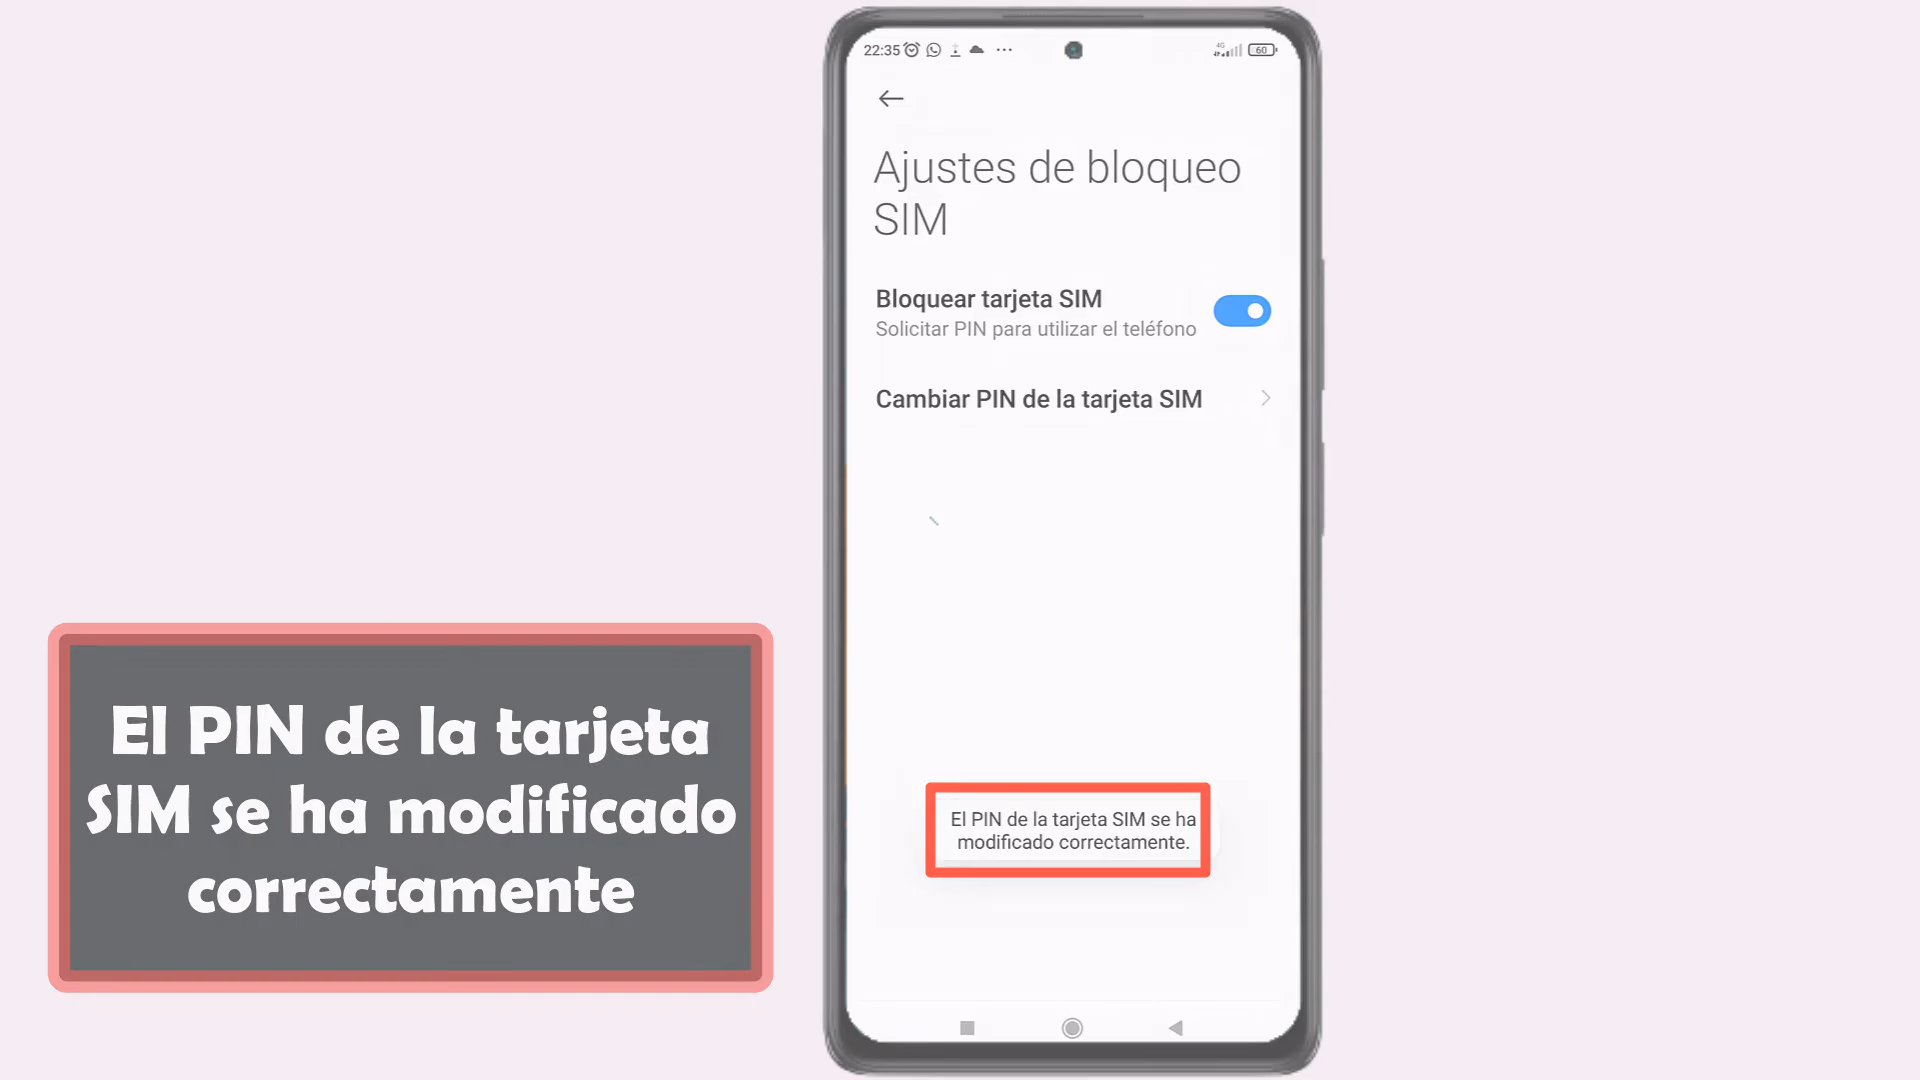 22:35
4G
60
Ajustes de bloqueo
SIM
Bloquear tarjeta SIM
Solicitar PIN para utilizar el teléfono
Cambiar PIN de la tarjeta SIM
El PIN de la tarjeta SIM se ha
modificado correctamente.
El PIN de la tarjeta
SIM se ha modificado
correctamente